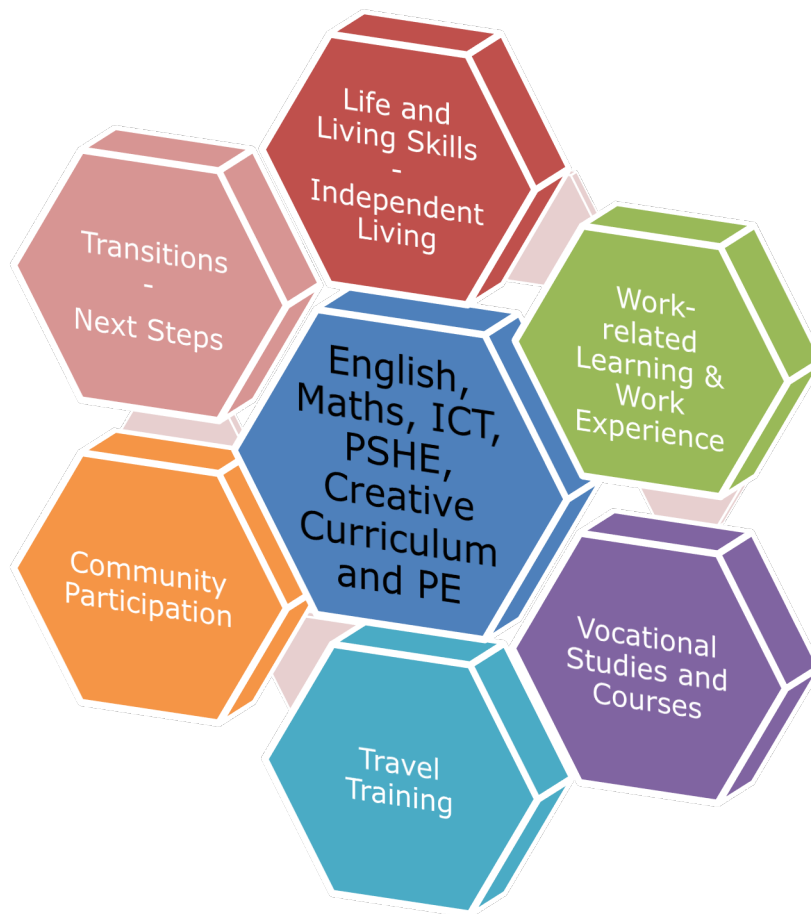 Life and
Living Skills
-
Independent
Living
Transitions
-
Next Steps
Work-
related
Learning &
Work
Experience
English,
Maths, ICT,
PSHE,
Creative
Curriculum
and PE
Community
Participation
Vocational
Studies and
Courses
Travel
Training